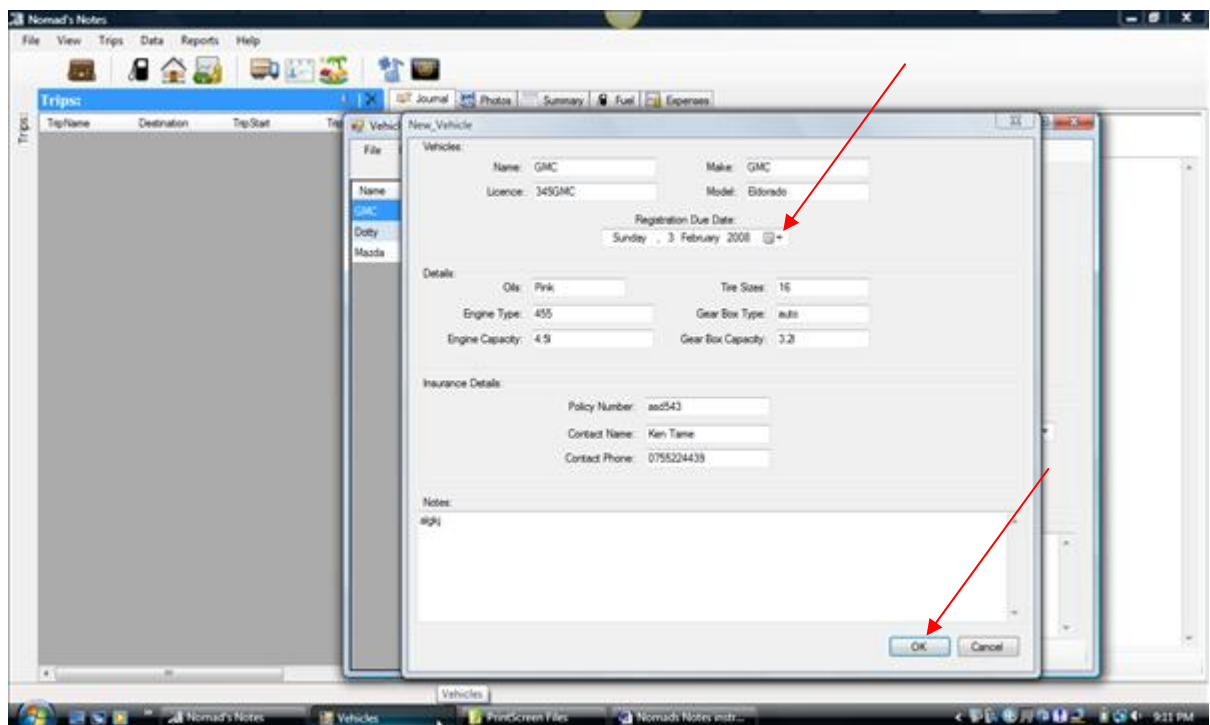 Nomad's Notes
File View Trips Data Reports Help
Trips:
Journal Photos Summary Fuel Expenses
Trips:
TripName Destination TripStart
Vehicl
File
Name
GMC
Dotty
Mazda
New_Vehicle
Vehicles:
Name: GMC Make: GMC
Licence: 345GMC Model: Eldorado
Registration Due Date:
Sunday , 3 February 2008
Details:
Oils: Pink Tire Sizes: 16
Engine Type: 455 Gear Box Type: auto
Engine Capacity: 4.5l Gear Box Capacity: 3.2l
Insurance Details:
Policy Number: asd543
Contact Name: Ken Tame
Contact Phone: 0755224439
Notes:
OK Cancel
Vehicles
Nomad's Notes Vehicles PrintScreen Files Nomads Notes instr... 9:11 PM